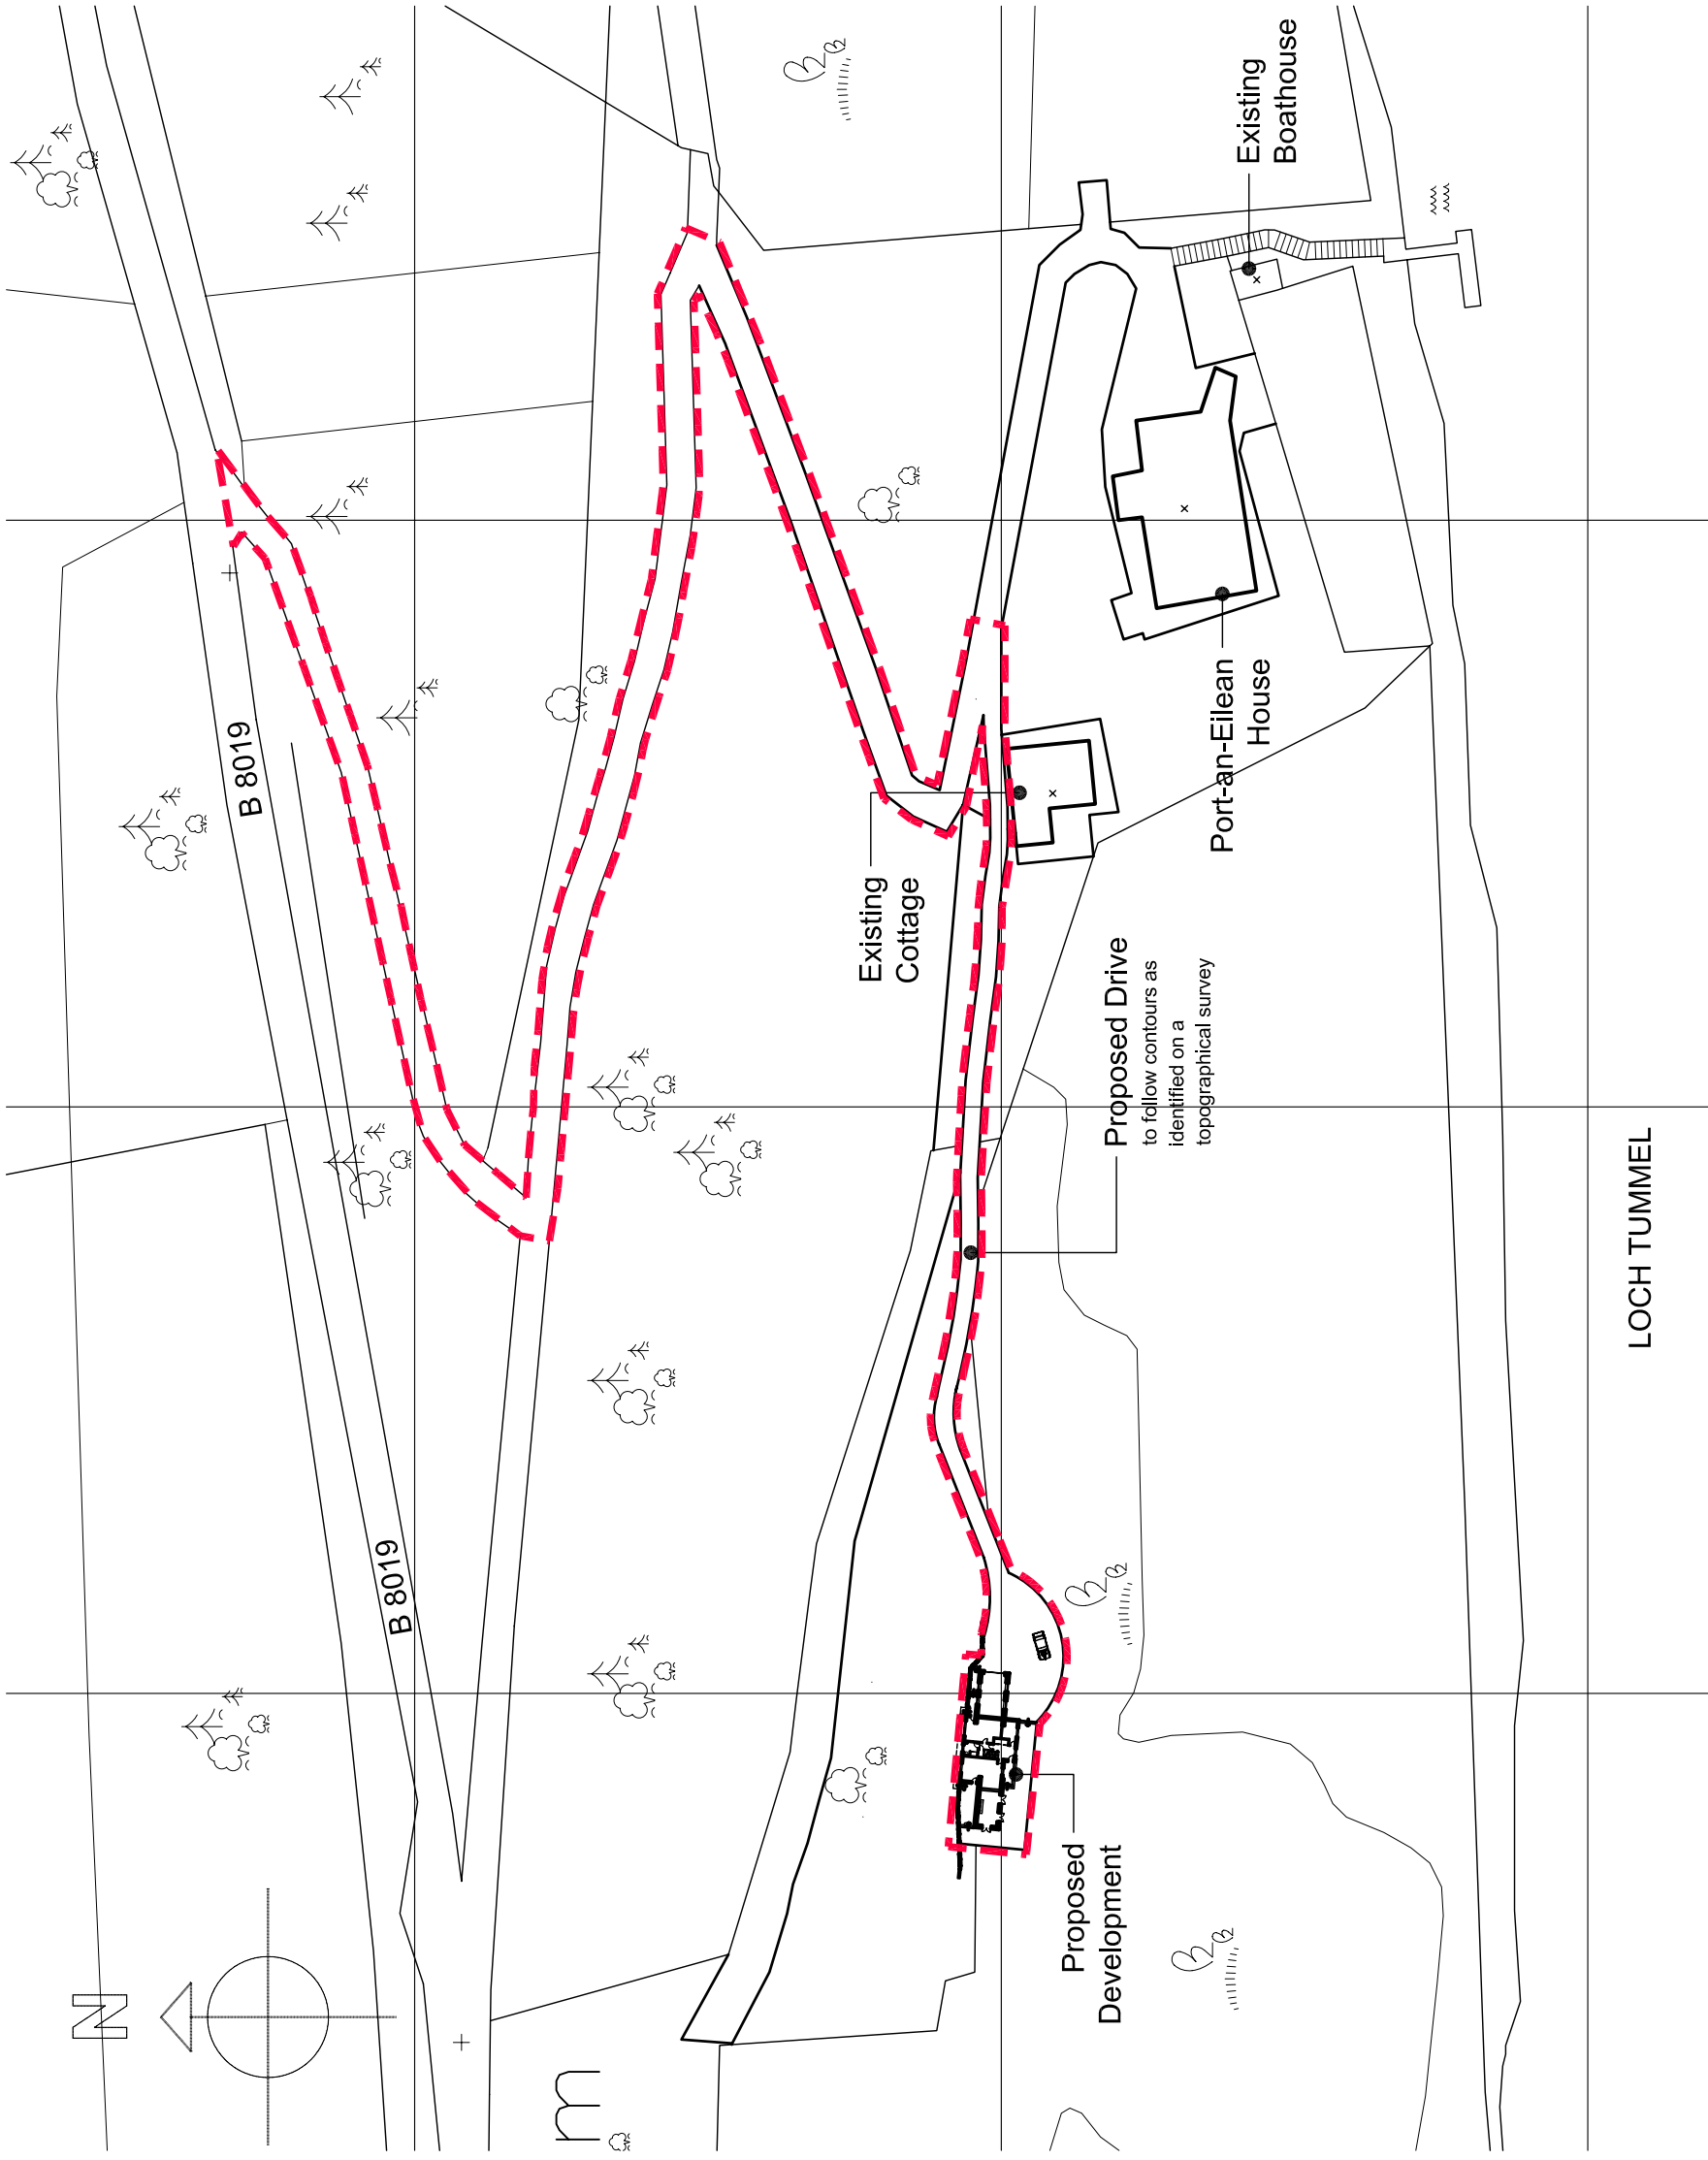 N
B 8019
B 8019
m
Existing
Cottage
Existing
Boathouse
Port-an-Eilean
House
Proposed Drive
to follow contours as
identified on a
topographical survey
Proposed
Development
LOCH TUMMEL